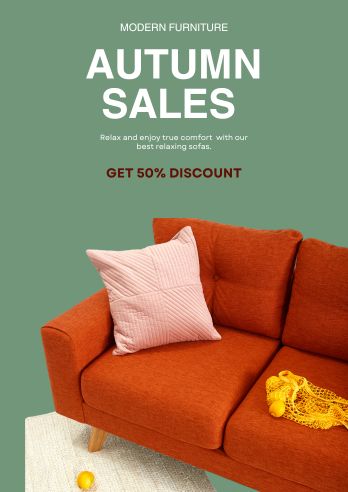 MODERN FURNITURE
AUTUMN
SALES
Relax and enjoy true comfort with our
best relaxing sofas.
GET 50% DISCOUNT